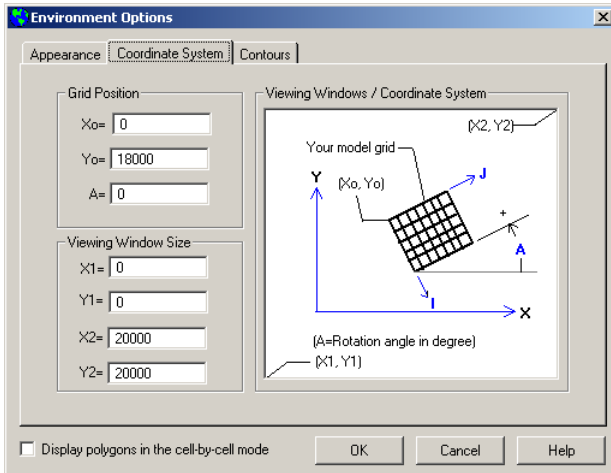 Environment Options
Appearance Coordinate System Contours
Grid Position
Xo= 0
Yo= 18000
A= 0
Viewing Window Size
X1= 0
Y1= 0
X2= 20000
Y2= 20000
Viewing Windows / Coordinate System
(X2, Y2)
Your model grid
Y
(Xo, Yo)
J
+
A
I
X
(A=Rotation angle in degree)
(X1, Y1)
Display polygons in the cell-by-cell mode
OK
Cancel
Help